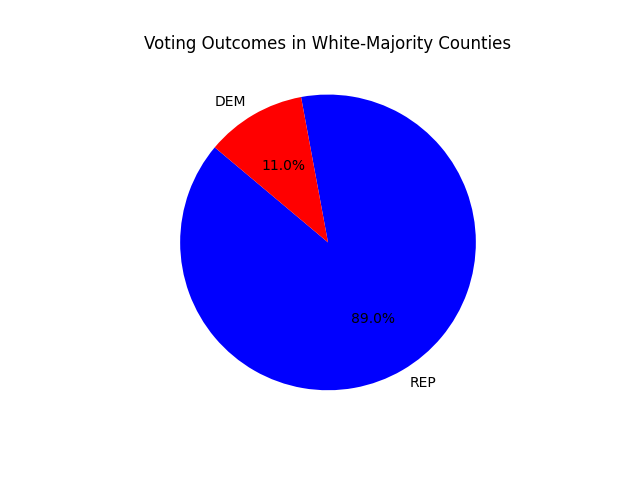 Voting Outcomes in White-Majority Counties
DEM
11.0%
89.0%
REP